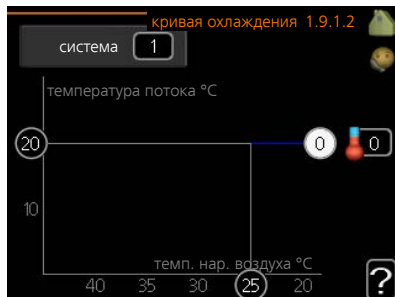 кривая охлаждения 1.9.1.2
система 1
температура потока °C
20
0
0
10
темп. нар. воздуха °C
40 35 30 25 20
?